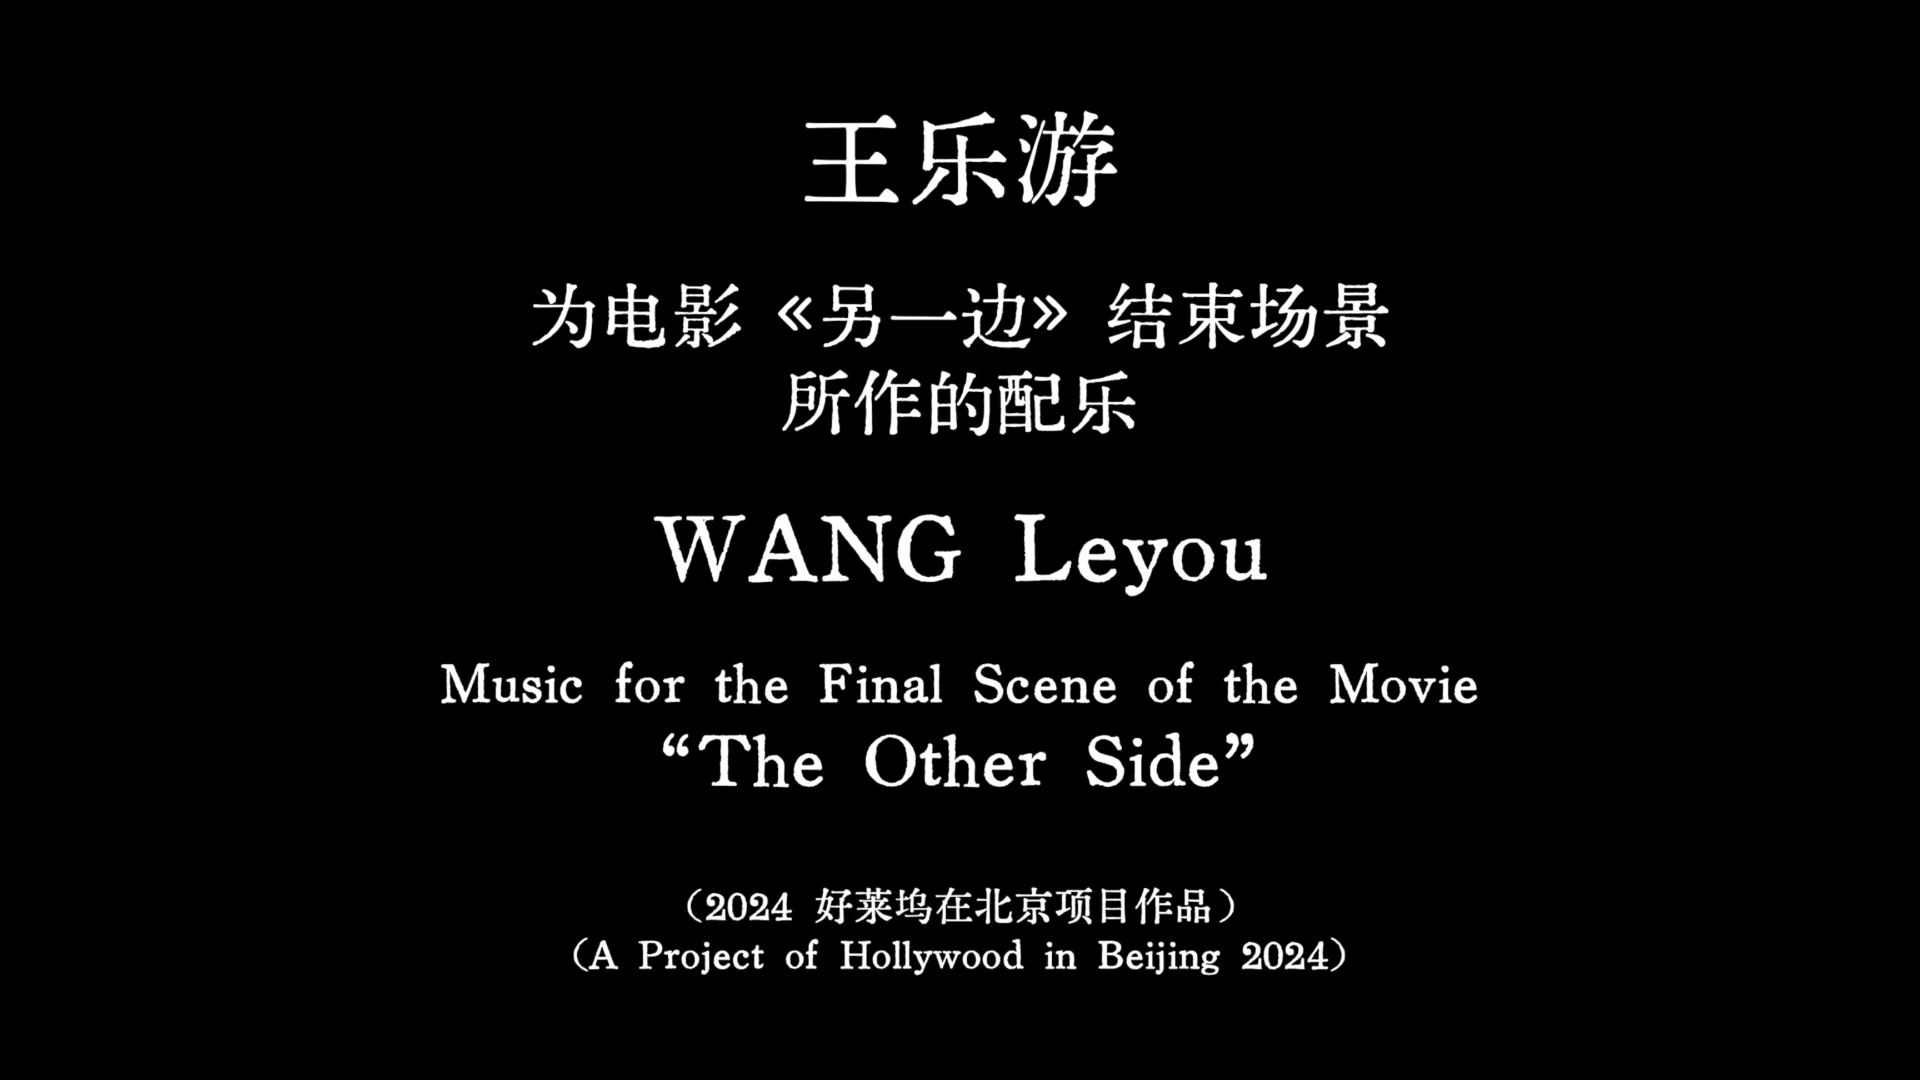 王乐游
为电影《另一边》结束场景
所作的配乐
WANG Leyou
Music for the Final Scene of the Movie
“The Other Side”
（2024 好莱坞在北京项目作品）
（A Project of Hollywood in Beijing 2024）